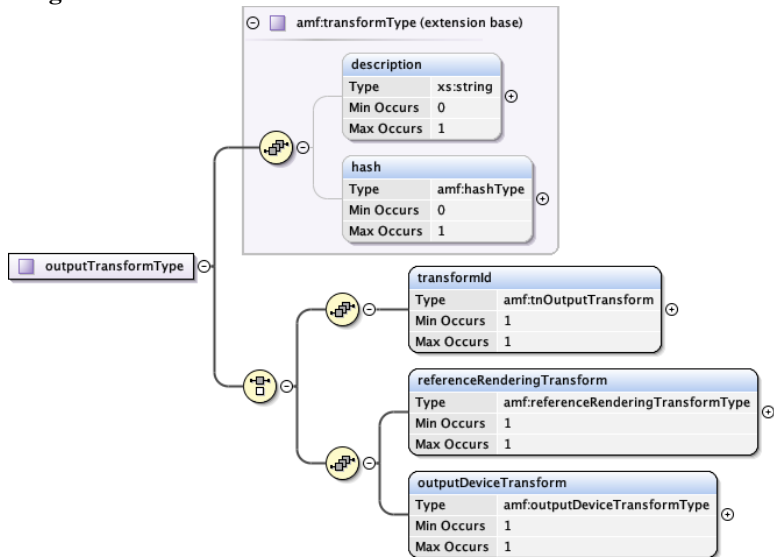 amf:transformType (extension base)
description
Type xs:string
Min Occurs 0
Max Occurs 1
hash
Type amf:hashType
Min Occurs 0
Max Occurs 1
outputTransformType
transformId
Type amf:tnOutputTransform
Min Occurs 1
Max Occurs 1
referenceRenderingTransform
Type amf:referenceRenderingTransformType
Min Occurs 1
Max Occurs 1
outputDeviceTransform
Type amf:outputDeviceTransformType
Min Occurs 1
Max Occurs 1